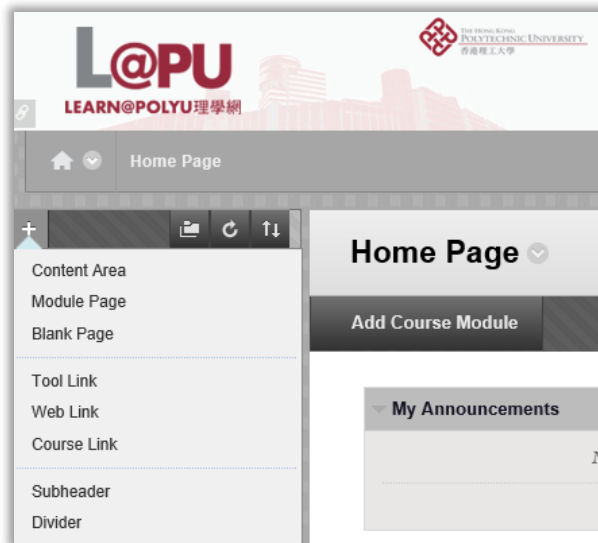 L@PU
LEARN@POLYU理學網
THE HONG KONG
POLYTECHNIC UNIVERSITY
香港理工大學
Home Page
Content Area
Module Page
Blank Page
Tool Link
Web Link
Course Link
Subheader
Divider
Home Page
Add Course Module
My Announcements